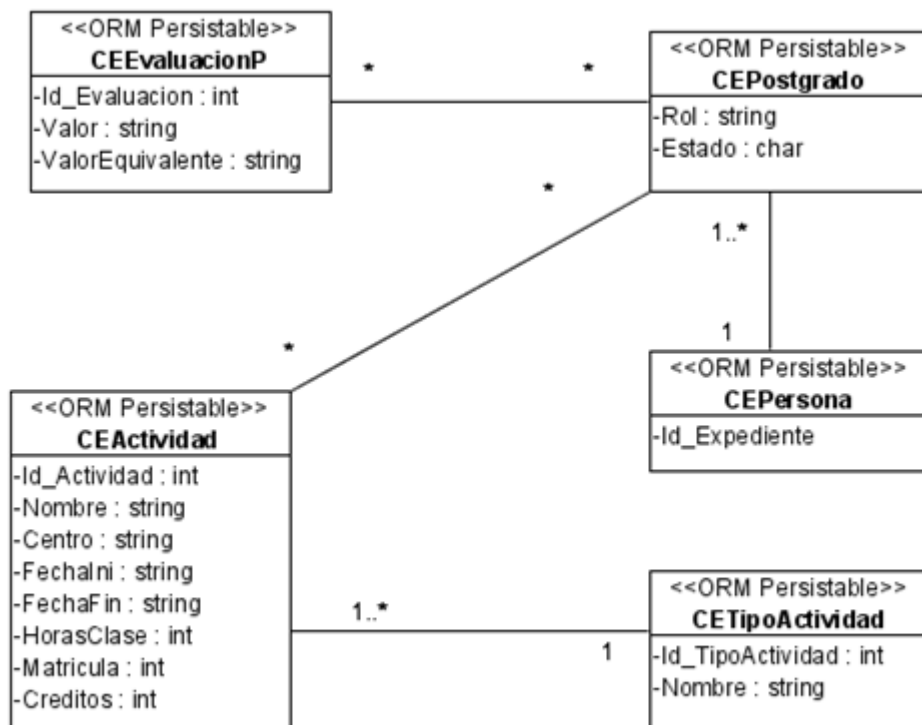 <<ORM Persistable>>
CEEvaluacionP
-Id_Evaluacion : int
-Valor : string
-ValorEquivalente : string
* *
<<ORM Persistable>>
CEPostgrado
-Rol : string
-Estado : char
*
*
1..*
1
<<ORM Persistable>>
CEPersona
-Id_Expediente
<<ORM Persistable>>
CEActividad
-Id_Actividad : int
-Nombre : string
-Centro : string
-FechaIni : string
-FechaFin : string
-HorasClase : int
-Matricula : int
-Creditos : int
1..*
1
<<ORM Persistable>>
CETipoActividad
-Id_TipoActividad : int
-Nombre : string